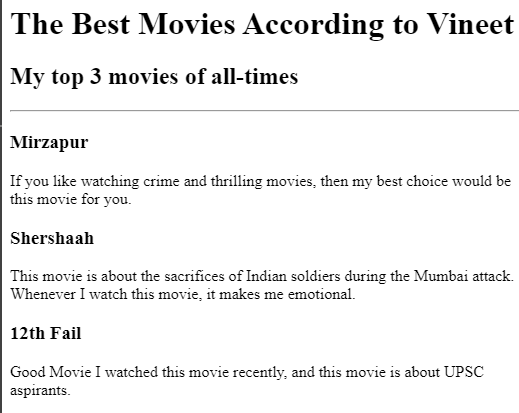 The Best Movies According to Vineet
My top 3 movies of all-times
Mirzapur
If you like watching crime and thrilling movies, then my best choice would be
this movie for you.
Shershaah
This movie is about the sacrifices of Indian soldiers during the Mumbai attack.
Whenever I watch this movie, it makes me emotional.
12th Fail
Good Movie I watched this movie recently, and this movie is about UPSC
aspirants.